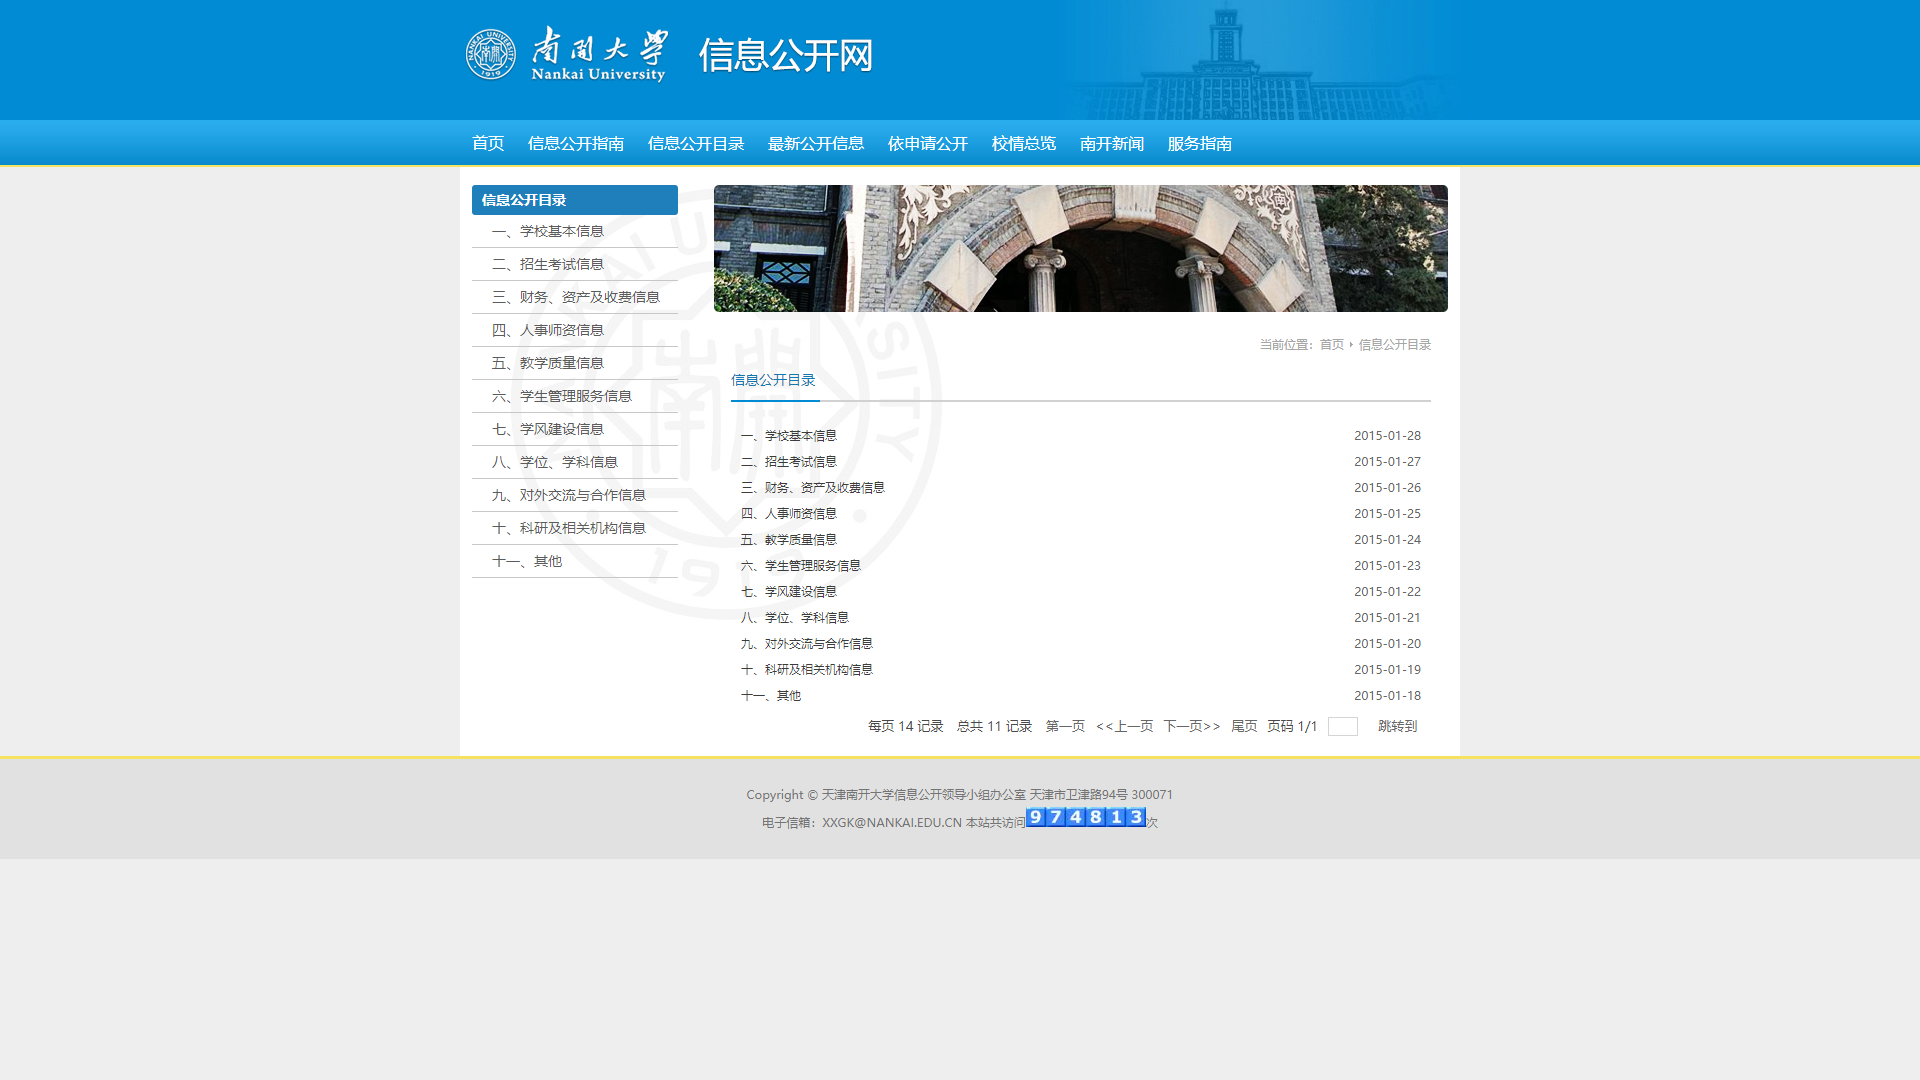 南开大学
Nankai University
信息公开网
NANKAI UNIVERSITY
1919
首页 信息公开指南 信息公开目录 最新公开信息 依申请公开 校情总览 南开新闻 服务指南
信息公开目录
一、学校基本信息
二、招生考试信息
三、财务、资产及收费信息
四、人事师资信息
五、教学质量信息
六、学生管理服务信息
七、学风建设信息
八、学位、学科信息
九、对外交流与合作信息
十、科研及相关机构信息
十一、其他
当前位置：首页 信息公开目录
信息公开目录
一、学校基本信息 2015-01-28
二、招生考试信息 2015-01-27
三、财务、资产及收费信息 2015-01-26
四、人事师资信息 2015-01-25
五、教学质量信息 2015-01-24
六、学生管理服务信息 2015-01-23
七、学风建设信息 2015-01-22
八、学位、学科信息 2015-01-21
九、对外交流与合作信息 2015-01-20
十、科研及相关机构信息 2015-01-19
十一、其他 2015-01-18
每页 14 记录 总共 11 记录 第一页 <<上一页 下一页>> 尾页 页码 1/1 跳转到
Copyright © 天津南开大学信息公开领导小组办公室 天津市卫津路94号 300071
电子信箱：XXGK@NANKAI.EDU.CN 本站共访问974813次